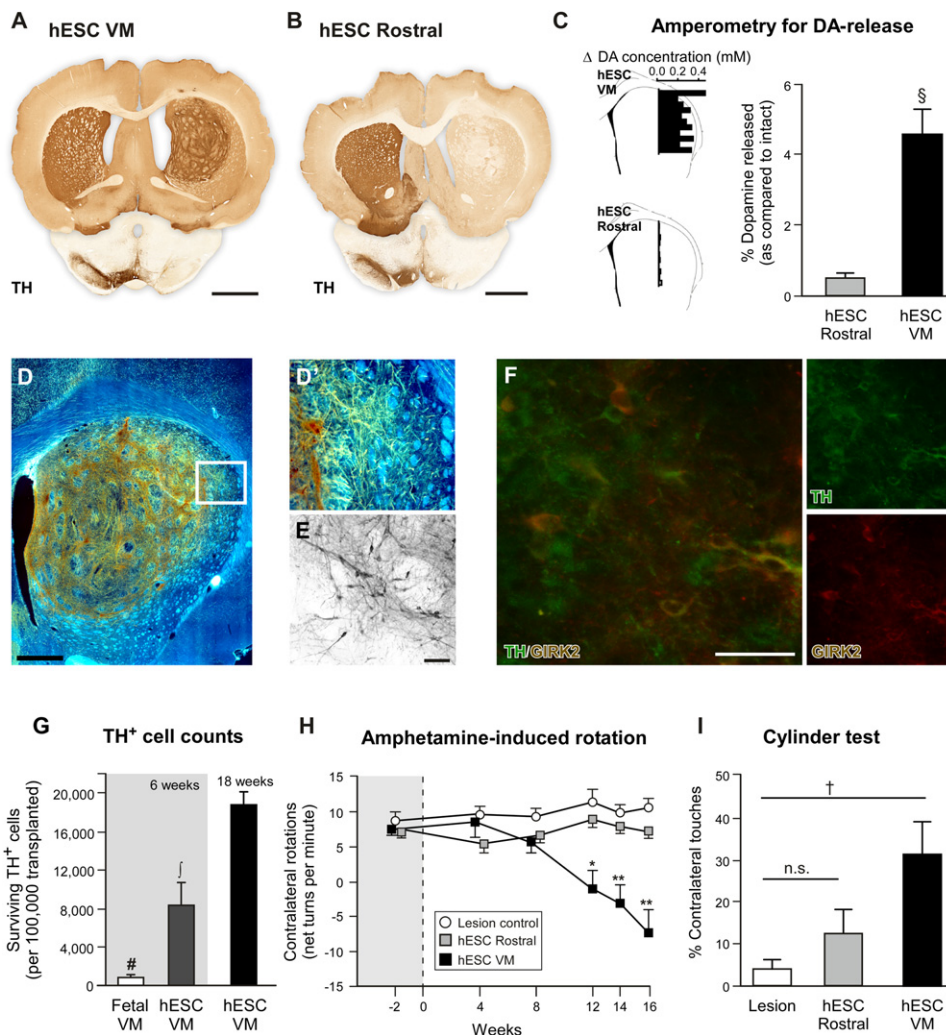 A
hESC VM
TH
B
hESC Rostral
TH
C
Amperometry for DA-release
Δ DA concentration (mM)
0.0 0.2 0.4
hESC
VM
hESC
Rostral
% Dopamine released
(as compared to intact)
6
4
2
0
§
hESC
Rostral
hESC
VM
D
D'
E
F
TH/GIRK2
TH
GIRK2
G
TH+ cell counts
Surviving TH+ cells
(per 100,000 transplanted)
20,000
16,000
12,000
8,000
4,000
0
6 weeks
18 weeks
#
∫
Fetal
VM
hESC
VM
hESC
VM
H
Amphetamine-induced rotation
Contralateral rotations
(net turns per minute)
15
10
5
0
-5
-10
-15
* ** **
Lesion control
hESC Rostral
hESC VM
-2 0 4 8 12 14 16
Weeks
I
Cylinder test
% Contralateral touches
60
50
40
30
20
10
0
†
n.s.
Lesion
hESC
Rostral
hESC
VM